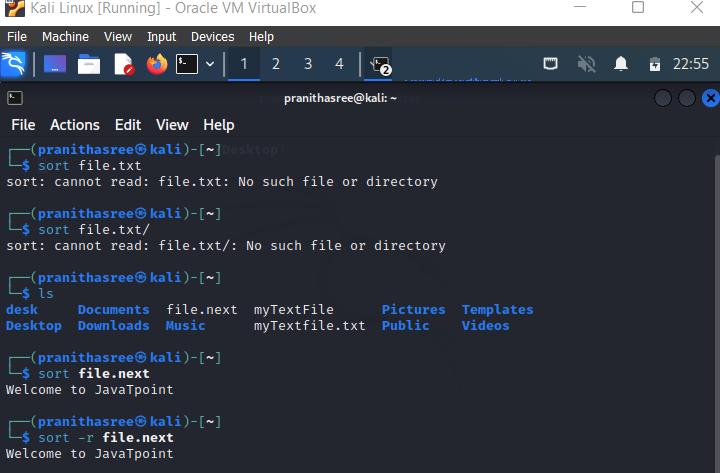 Kali Linux [Running] - Oracle VM VirtualBox
File Machine View Input Devices Help
1 2 3 4 2 22:55
pranithasree@kali: ~
File Actions Edit View Help
┌──(pranithasree㉿kali)-[~]
└─$ sort file.txt
sort: cannot read: file.txt: No such file or directory
┌──(pranithasree㉿kali)-[~]
└─$ sort file.txt/
sort: cannot read: file.txt/: No such file or directory
┌──(pranithasree㉿kali)-[~]
└─$ ls
desk Documents file.next myTextFile Pictures Templates
Desktop Downloads Music myTextfile.txt Public Videos
┌──(pranithasree㉿kali)-[~]
└─$ sort file.next
Welcome to JavaTpoint
┌──(pranithasree㉿kali)-[~]
└─$ sort -r file.next
Welcome to JavaTpoint